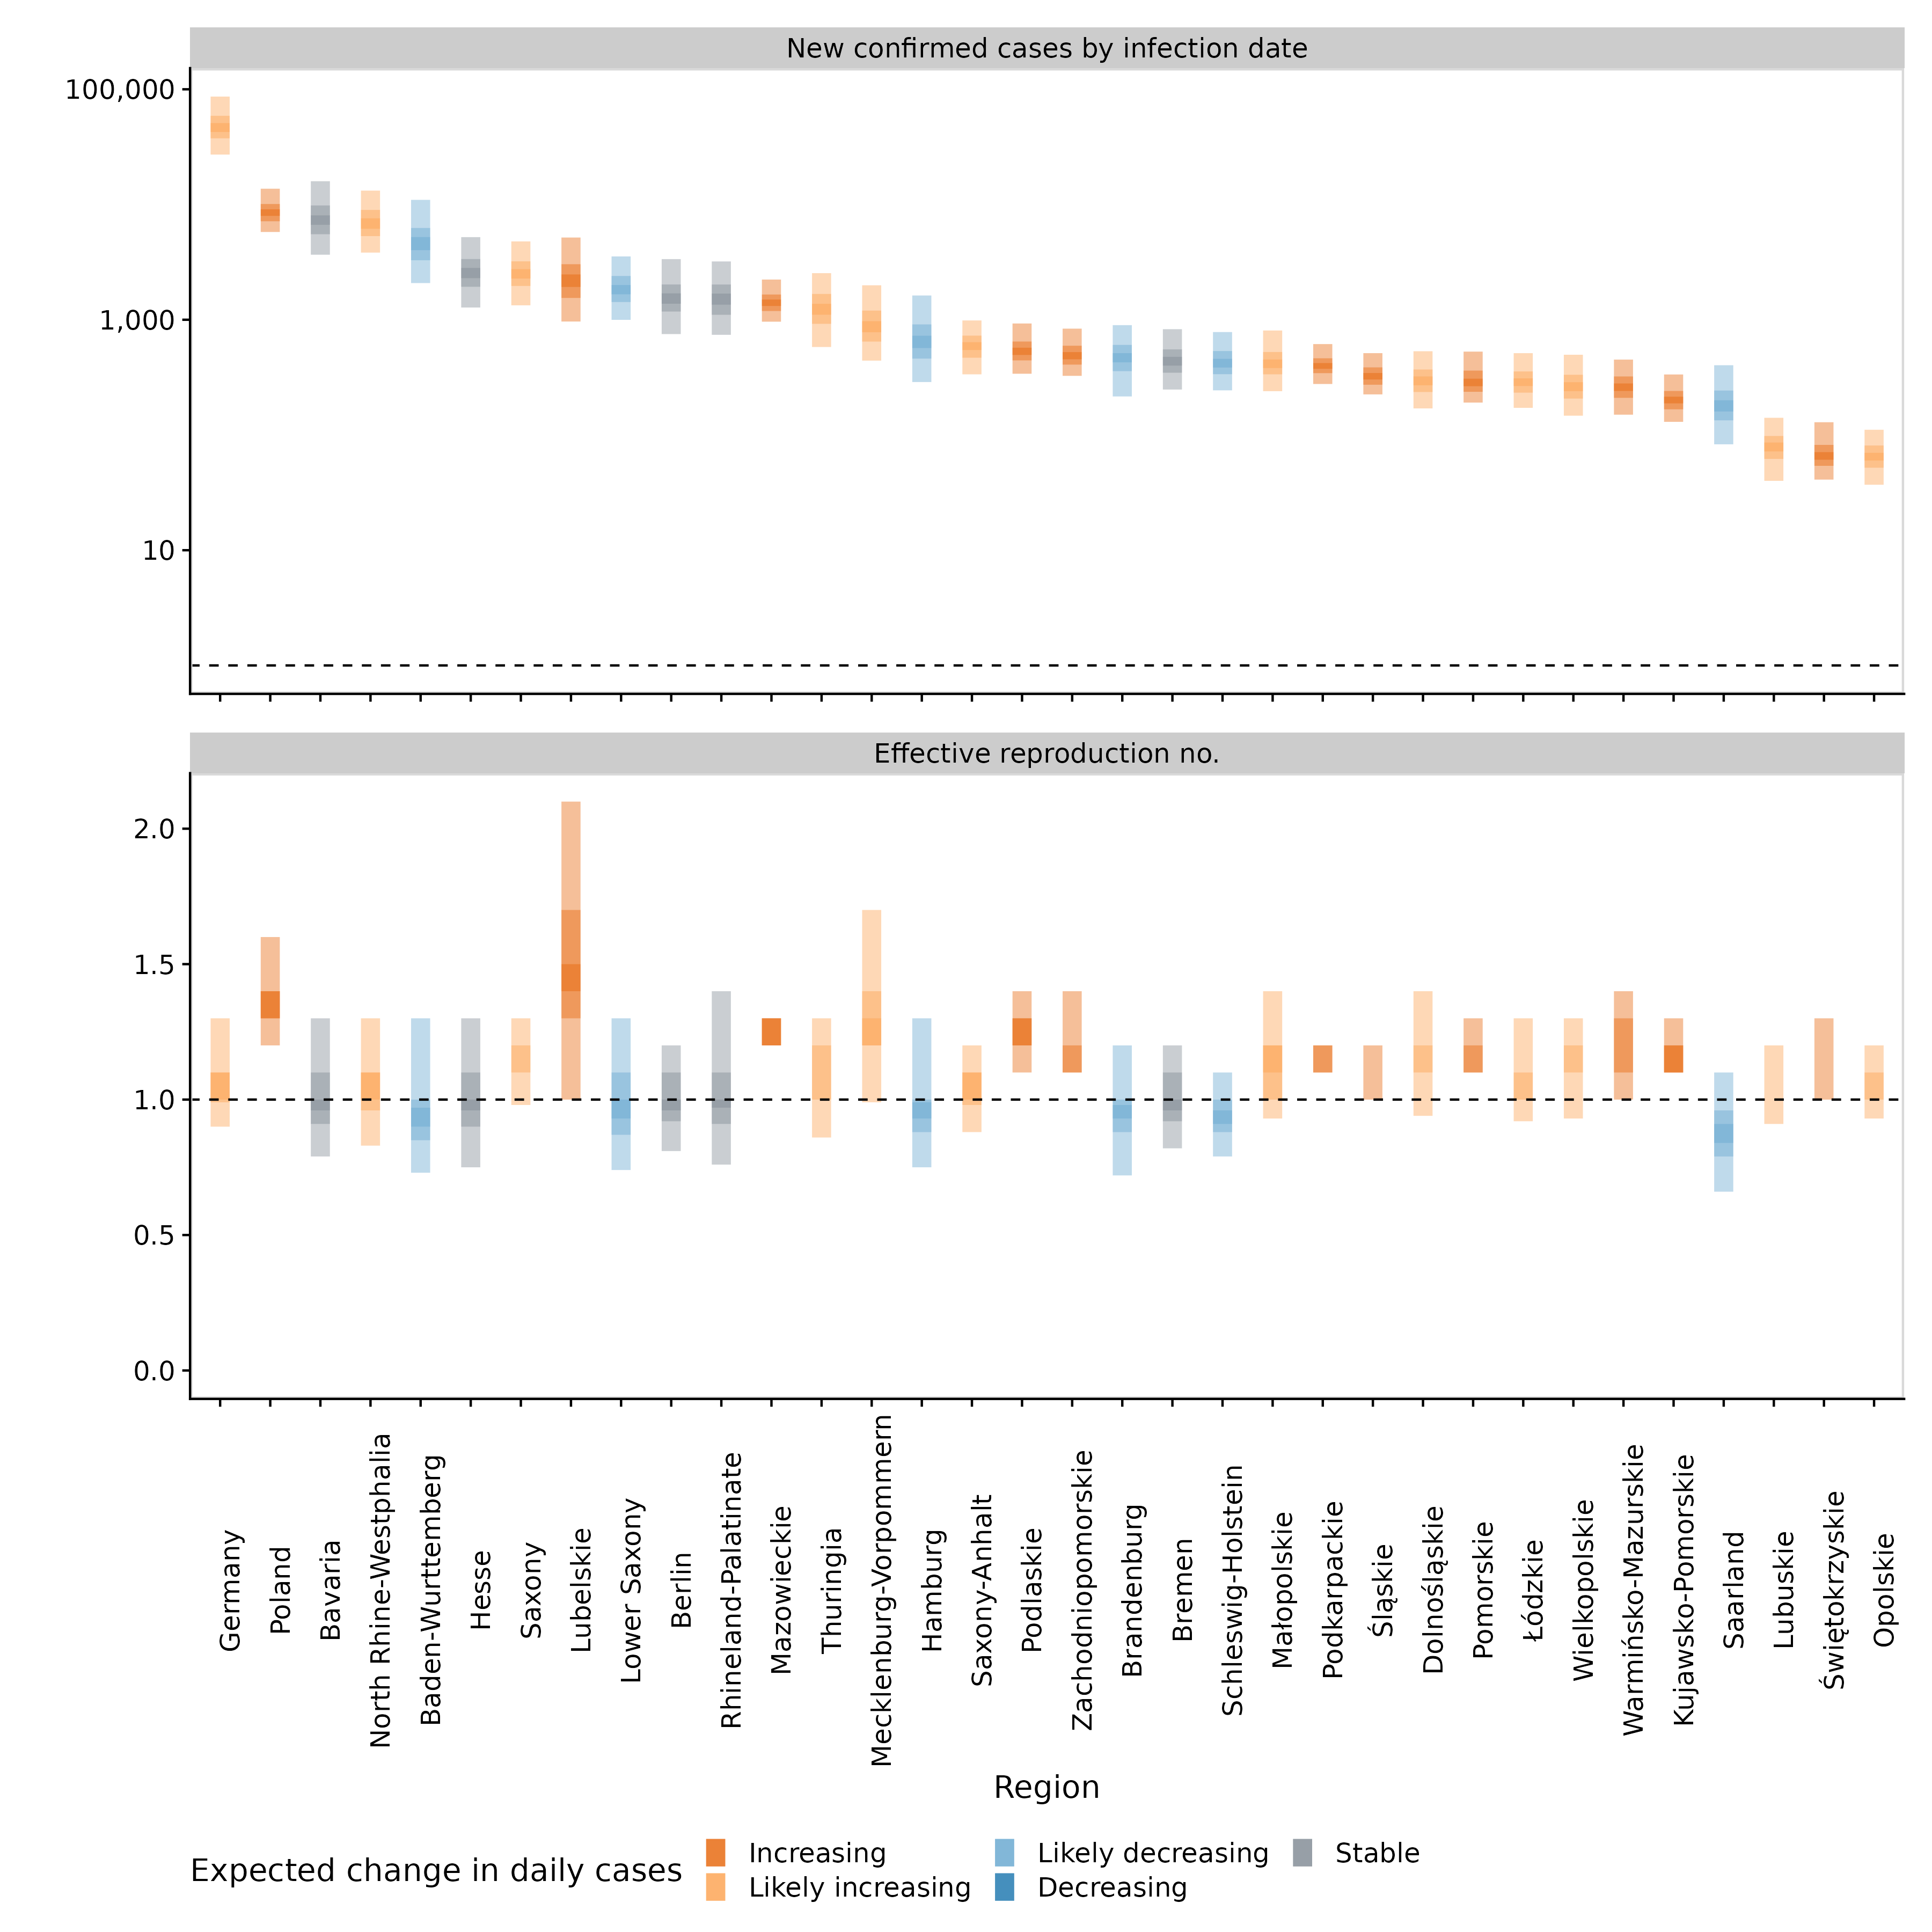 New confirmed cases by infection date
100,000
1,000
10
Effective reproduction no.
2.0
1.5
1.0
0.5
0.0
Germany
Poland
Bavaria
North Rhine-Westphalia
Baden-Wurttemberg
Hesse
Saxony
Lubelskie
Lower Saxony
Berlin
Rhineland-Palatinate
Mazowieckie
Thuringia
Mecklenburg-Vorpommern
Hamburg
Saxony-Anhalt
Podlaskie
Zachodniopomorskie
Brandenburg
Bremen
Schleswig-Holstein
Małopolskie
Podkarpackie
Śląskie
Dolnośląskie
Pomorskie
Łódzkie
Wielkopolskie
Warmińsko-Mazurskie
Kujawsko-Pomorskie
Saarland
Lubuskie
Świętokrzyskie
Opolskie
Region
Expected change in daily cases
Increasing
Likely increasing
Likely decreasing
Decreasing
Stable